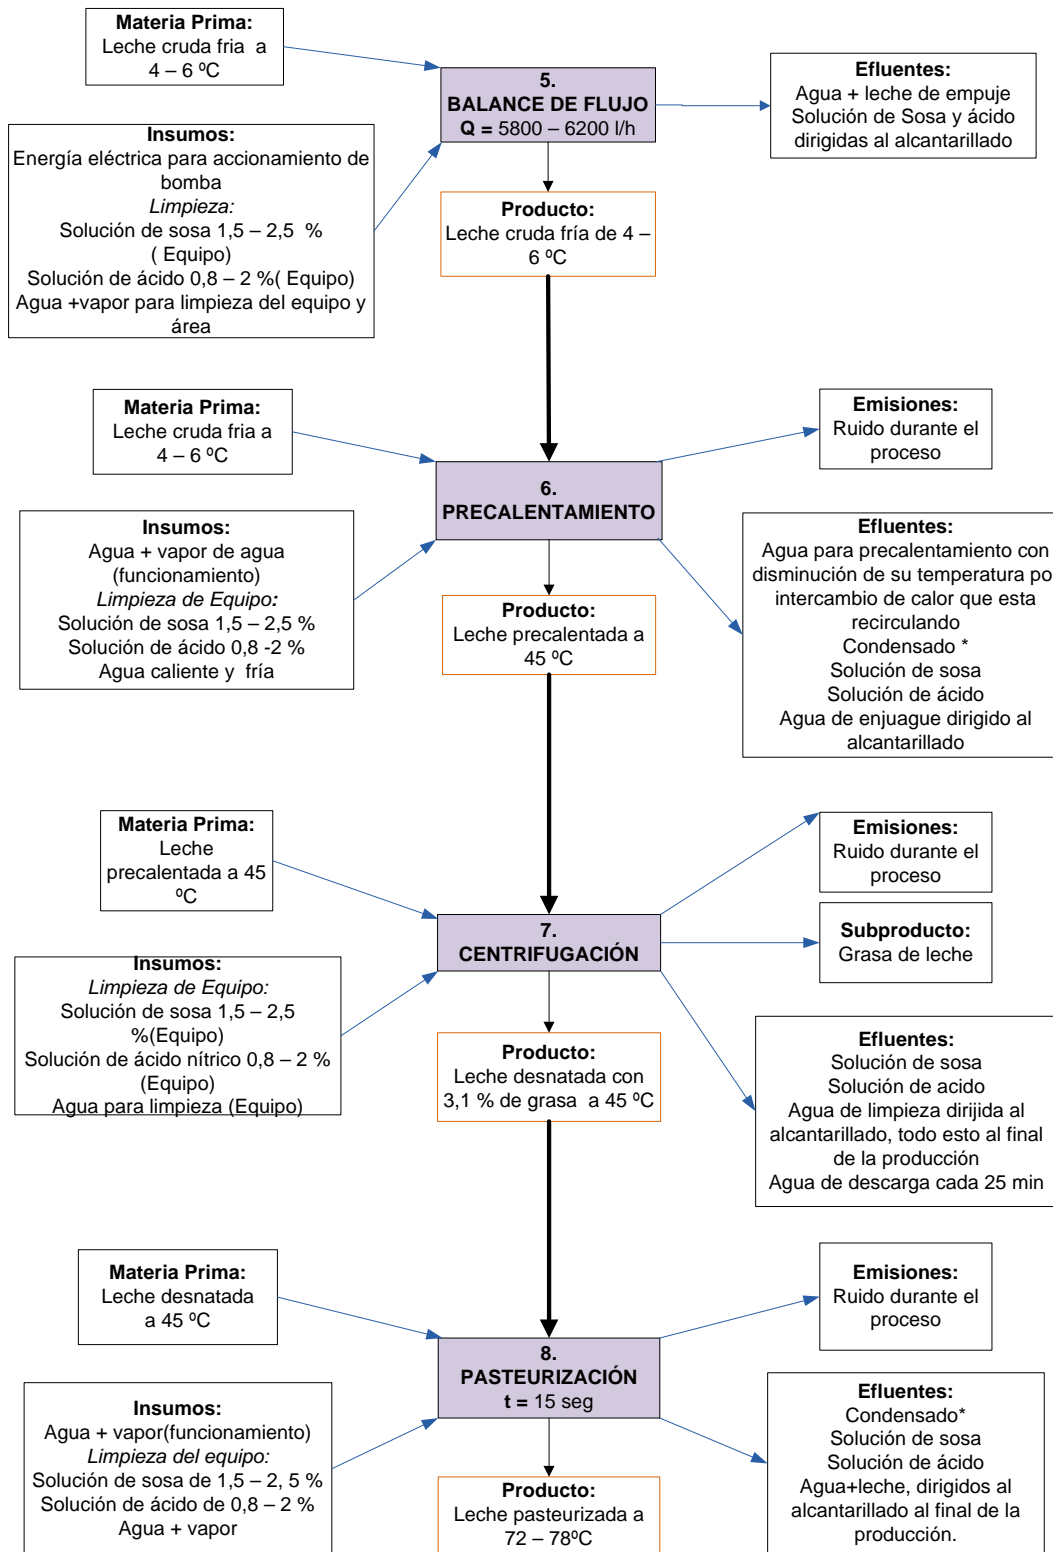 Materia Prima:
Leche cruda fria a
4 – 6 ºC
5.
BALANCE DE FLUJO
Q = 5800 – 6200 l/h
Efluentes:
Agua + leche de empuje
Solución de Sosa y ácido
dirigidas al alcantarillado
Insumos:
Energía eléctrica para accionamiento de
bomba
Limpieza:
Solución de sosa 1,5 – 2,5 %
( Equipo)
Solución de ácido 0,8 – 2 %( Equipo)
Agua +vapor para limpieza del equipo y
área
Producto:
Leche cruda fría de 4 –
6 ºC
Materia Prima:
Leche cruda fria a
4 – 6 ºC
6.
PRECALENTAMIENTO
Emisiones:
Ruido durante el
proceso
Insumos:
Agua + vapor de agua
(funcionamiento)
Limpieza de Equipo:
Solución de sosa 1,5 – 2,5 %
Solución de ácido 0,8 -2 %
Agua caliente y fría
Producto:
Leche precalentada a
45 ºC
Efluentes:
Agua para precalentamiento con
disminución de su temperatura po
intercambio de calor que esta
recirculando
Condensado *
Solución de sosa
Solución de ácido
Agua de enjuague dirigido al
alcantarillado
Materia Prima:
Leche
precalentada a 45
ºC
7.
CENTRIFUGACIÓN
Emisiones:
Ruido durante el
proceso
Subproducto:
Grasa de leche
Insumos:
Limpieza de Equipo:
Solución de sosa 1,5 – 2,5
%(Equipo)
Solución de ácido nítrico 0,8 – 2 %
(Equipo)
Agua para limpieza (Equipo)
Producto:
Leche desnatada con
3,1 % de grasa a 45 ºC
Efluentes:
Solución de sosa
Solución de acido
Agua de limpieza dirijida al
alcantarillado, todo esto al final
de la producción
Agua de descarga cada 25 min
Materia Prima:
Leche desnatada
a 45 ºC
8.
PASTEURIZACIÓN
t = 15 seg
Emisiones:
Ruido durante el
proceso
Insumos:
Agua + vapor(funcionamiento)
Limpieza del equipo:
Solución de sosa de 1,5 – 2, 5 %
Solución de ácido de 0,8 – 2 %
Agua + vapor
Producto:
Leche pasteurizada a
72 – 78ºC
Efluentes:
Condensado*
Solución de sosa
Solución de ácido
Agua+leche, dirigidos al
alcantarillado al final de la
producción.